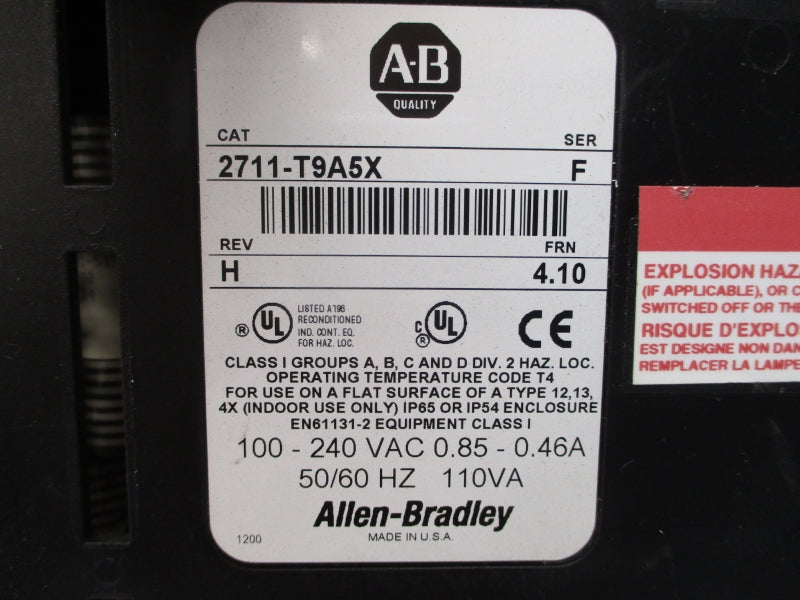 A-B
QUALITY
CAT SER
2711-T9A5X F
REV FRN
H 4.10
® UL LISTED A196
RECONDITIONED
IND. CONT. EQ.
FOR HAZ. LOC.
C UL ® CE
CLASS I GROUPS A, B, C AND D DIV. 2 HAZ. LOC.
OPERATING TEMPERATURE CODE T4
FOR USE ON A FLAT SURFACE OF A TYPE 12,13,
4X (INDOOR USE ONLY) IP65 OR IP54 ENCLOSURE
EN61131-2 EQUIPMENT CLASS I
100 - 240 VAC 0.85 - 0.46A
50/60 HZ 110VA
Allen-Bradley
1200 MADE IN U.S.A.
EXPLOSION HAZA
(IF APPLICABLE), OR C
SWITCHED OFF OR THE
RISQUE D'EXPLO
EST DESIGNE NON DAN
REMPLACER LA LAMPE